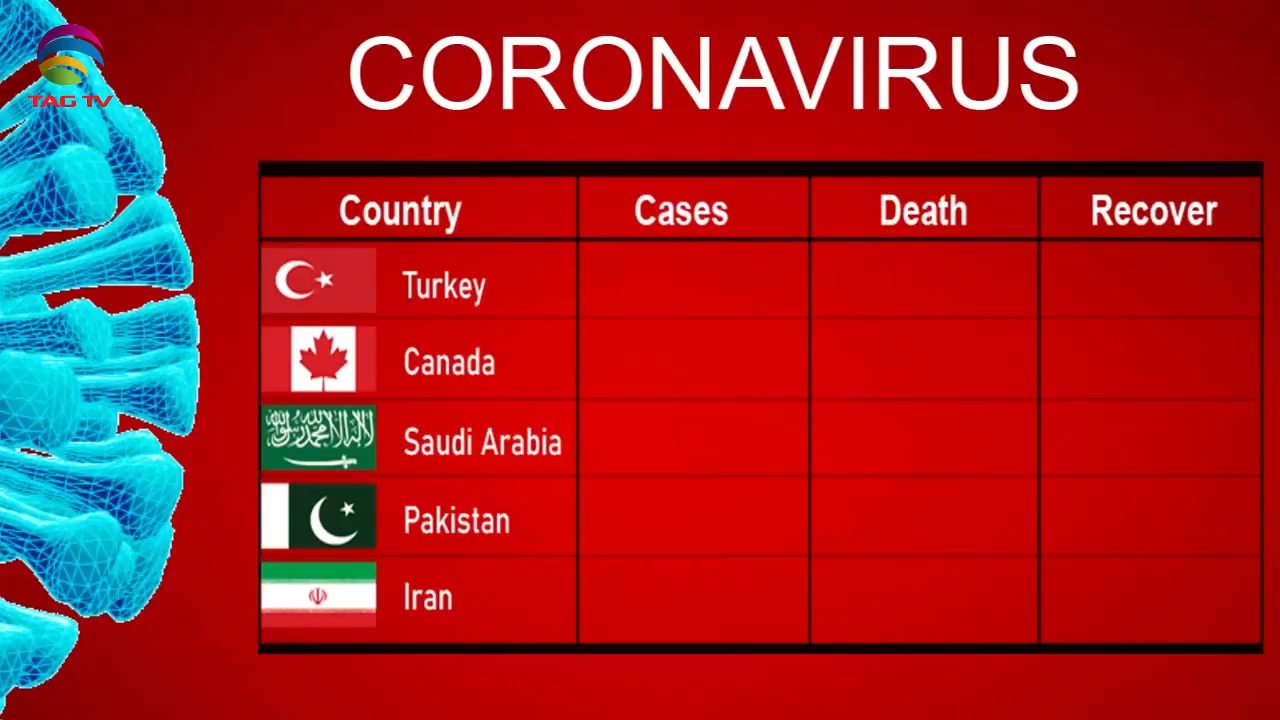 TAG TV
CORONAVIRUS
Country Cases Death Recover
Turkey
Canada
Saudi Arabia
Pakistan
Iran